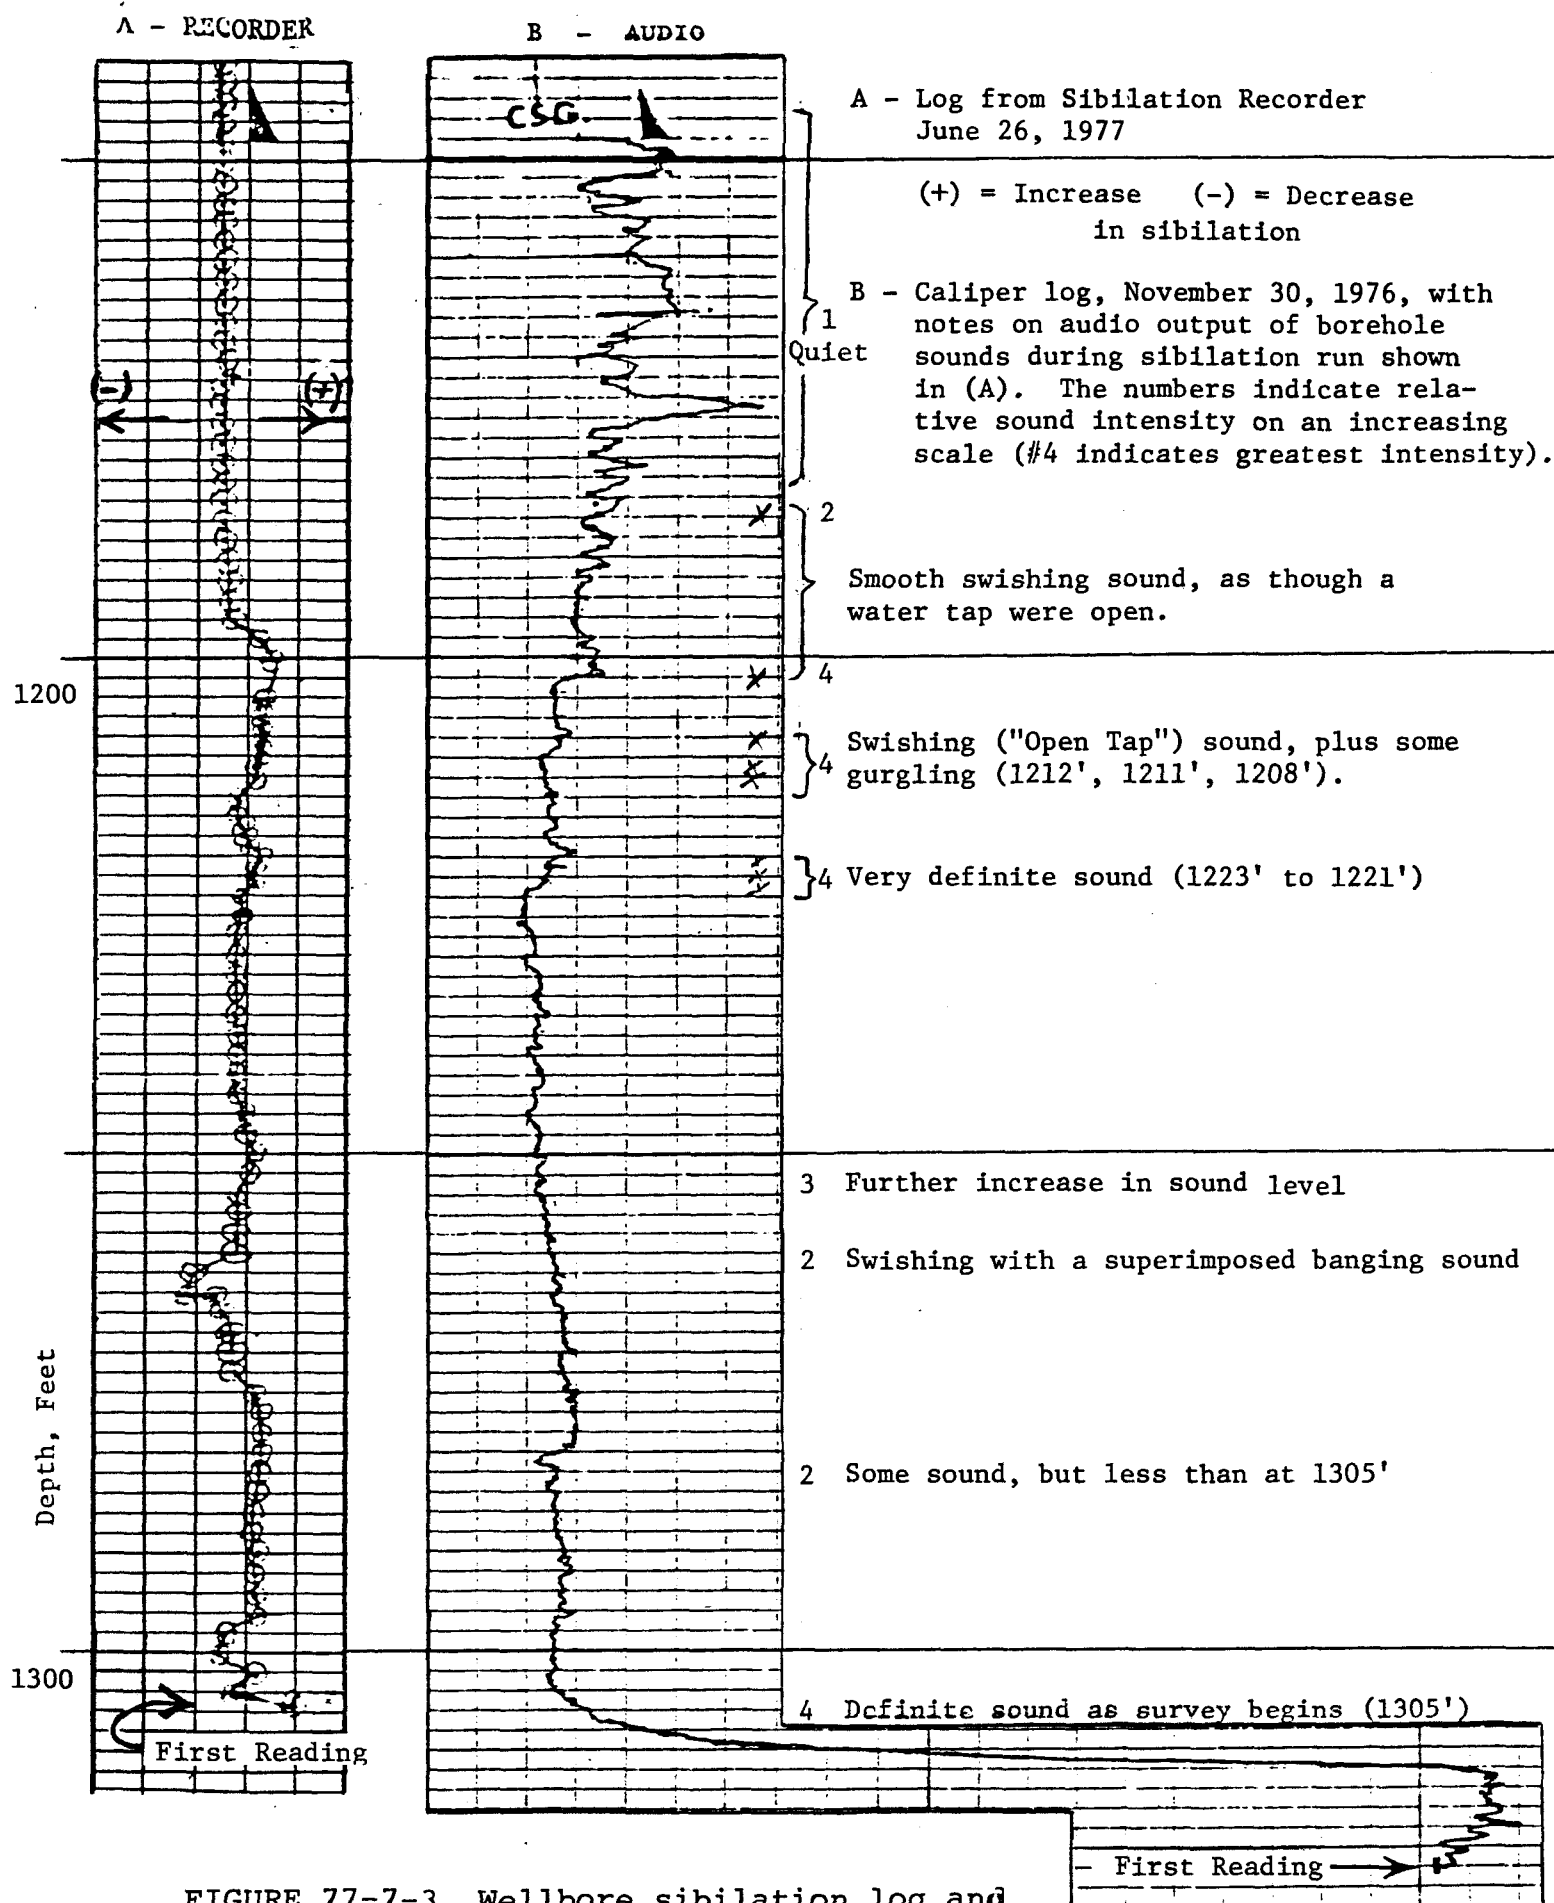 A - RECORDER
B - AUDIO
CSG.
A - Log from Sibilation Recorder
June 26, 1977
(+) = Increase (-) = Decrease
in sibilation
B - Caliper log, November 30, 1976, with
notes on audio output of borehole
sounds during sibilation run shown
in (A). The numbers indicate rela-
tive sound intensity on an increasing
scale (#4 indicates greatest intensity).
1
Quiet
(-)
(+)
2
Smooth swishing sound, as though a
water tap were open.
1200
4
4 Swishing ("Open Tap") sound, plus some
gurgling (1212', 1211', 1208').
4 Very definite sound (1223' to 1221')
3 Further increase in sound level
2 Swishing with a superimposed banging sound
Depth, Feet
2 Some sound, but less than at 1305'
1300
4 Definite sound as survey begins (1305')
First Reading
First Reading
FIGURE 77-7-3. Wellbore sibilation log and